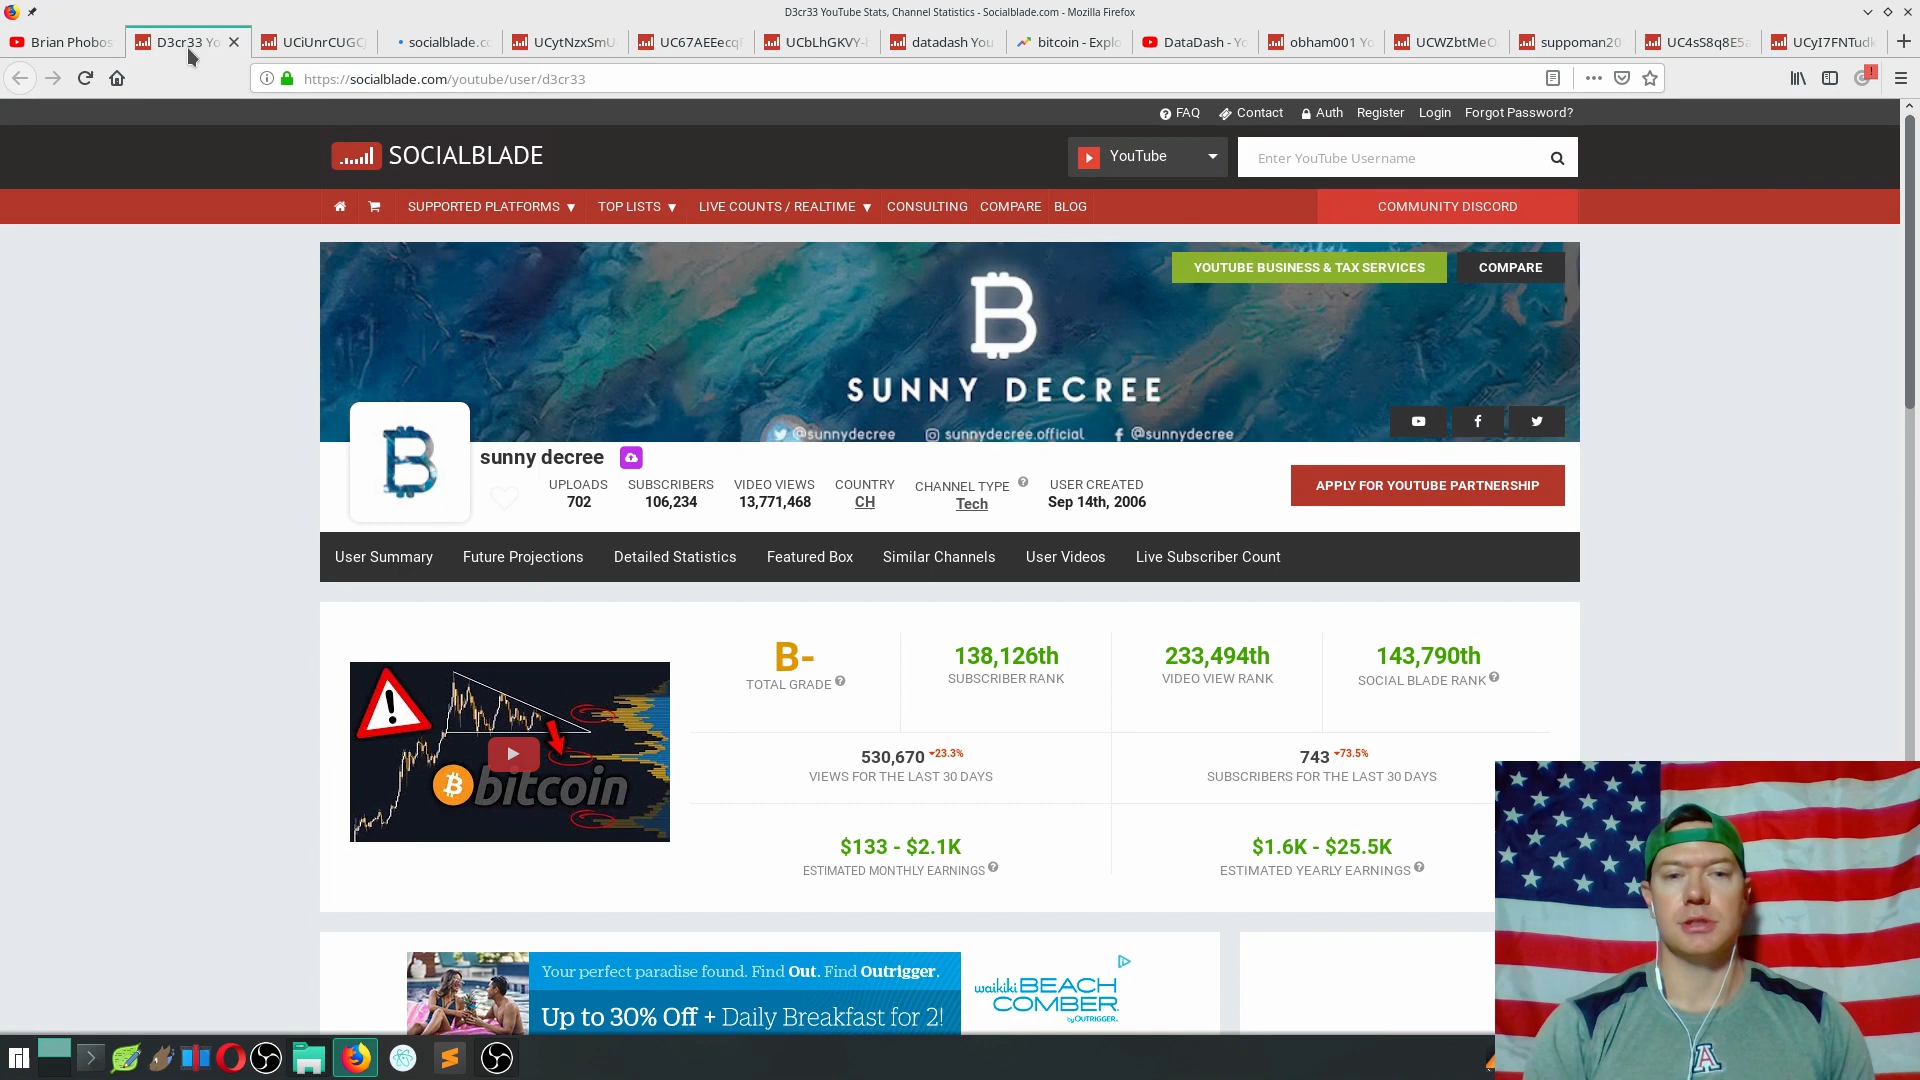 D3cr33 YouTube Stats, Channel Statistics - Socialblade.com - Mozilla Firefox
Brian Phobos
D3cr33 Yo
UCiUnrCUGC
socialblade.c
UCytNzxSmU
UC67AEEecq
UCbLhGKVY-
datadash You
bitcoin - Explo
DataDash - Yo
obham001 Yo
UCWZbtMeO
suppoman20
UC4sS8q8E5
UCyI7FNTud
https://socialblade.com/youtube/user/d3cr33
FAQ Contact Auth Register Login Forgot Password?
SOCIALBLADE
YouTube
Enter YouTube Username
SUPPORTED PLATFORMS TOP LISTS LIVE COUNTS / REALTIME CONSULTING COMPARE BLOG COMMUNITY DISCORD
YOUTUBE BUSINESS & TAX SERVICES COMPARE
SUNNY DECREE
@sunnydecree sunnydecree.official @sunnydecree
sunny decree
UPLOADS SUBSCRIBERS VIDEO VIEWS COUNTRY CHANNEL TYPE USER CREATED
702 106,234 13,771,468 CH Tech Sep 14th, 2006
APPLY FOR YOUTUBE PARTNERSHIP
User Summary Future Projections Detailed Statistics Featured Box Similar Channels User Videos Live Subscriber Count
B- 138,126th 233,494th 143,790th
TOTAL GRADE SUBSCRIBER RANK VIDEO VIEW RANK SOCIAL BLADE RANK
530,670 23.3% 743 73.5%
VIEWS FOR THE LAST 30 DAYS SUBSCRIBERS FOR THE LAST 30 DAYS
bitcoin
$133 - $2.1K $1.6K - $25.5K
ESTIMATED MONTHLY EARNINGS ESTIMATED YEARLY EARNINGS
Your perfect paradise found. Find Out. Find Outrigger.
Up to 30% Off + Daily Breakfast for 2!
waikiki BEACH
COMBER
by OUTRIGGER.
A